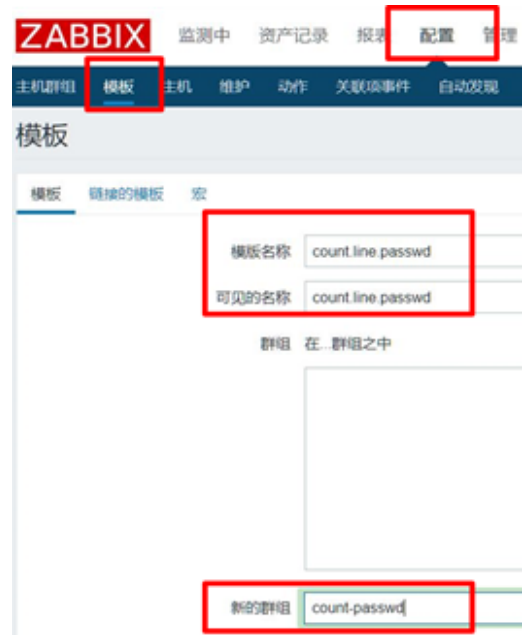 ZABBIX 监测中 资产记录 报表 配置 管理
主机群组 模板 主机 维护 动作 关联项事件 自动发现
模板
模板 链接的模板 宏
模版名称 count.line.passwd
可见的名称 count.line.passwd
群组 在...群组之中
新的群组 count-passwd